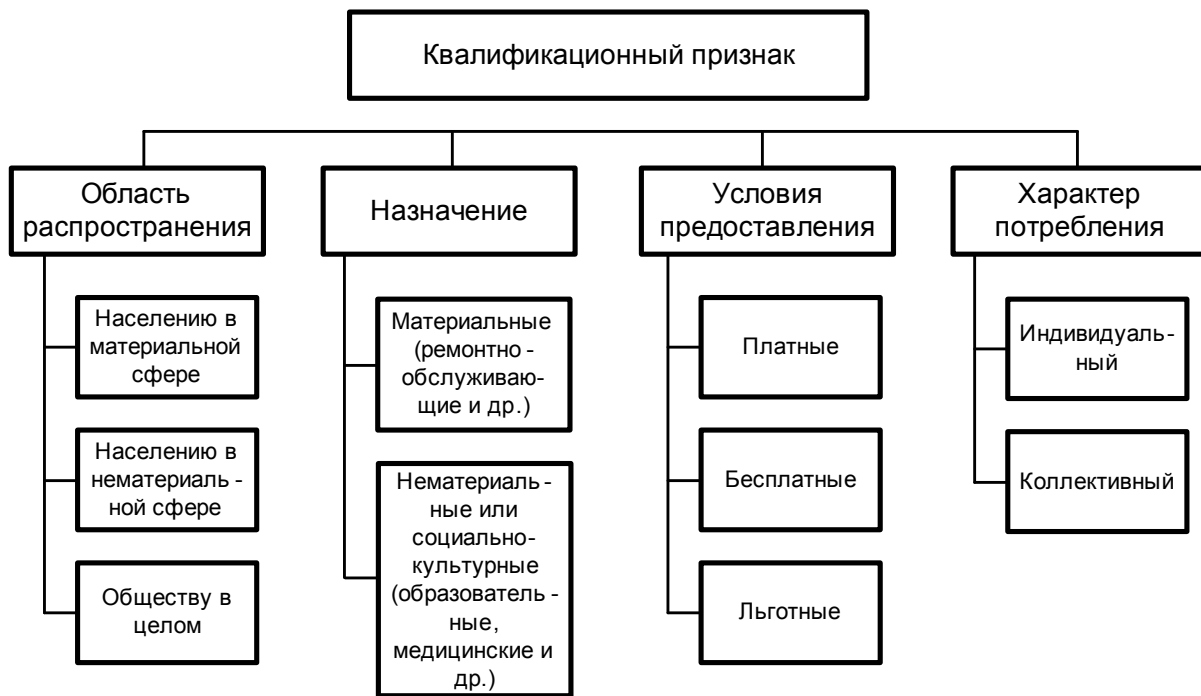 Квалификационный признак
Область
распространения
Населению в
материальной
сфере
Населению в
нематериаль -
ной сфере
Обществу в
целом
Назначение
Материальные
(ремонтно -
обслуживаю-
щие и др.)
Нематериаль -
ные или
социально-
культурные
(образователь -
ные,
медицинские и
др.)
Условия
предоставления
Платные
Бесплатные
Льготные
Характер
потребления
Индивидуаль-
ный
Коллективный